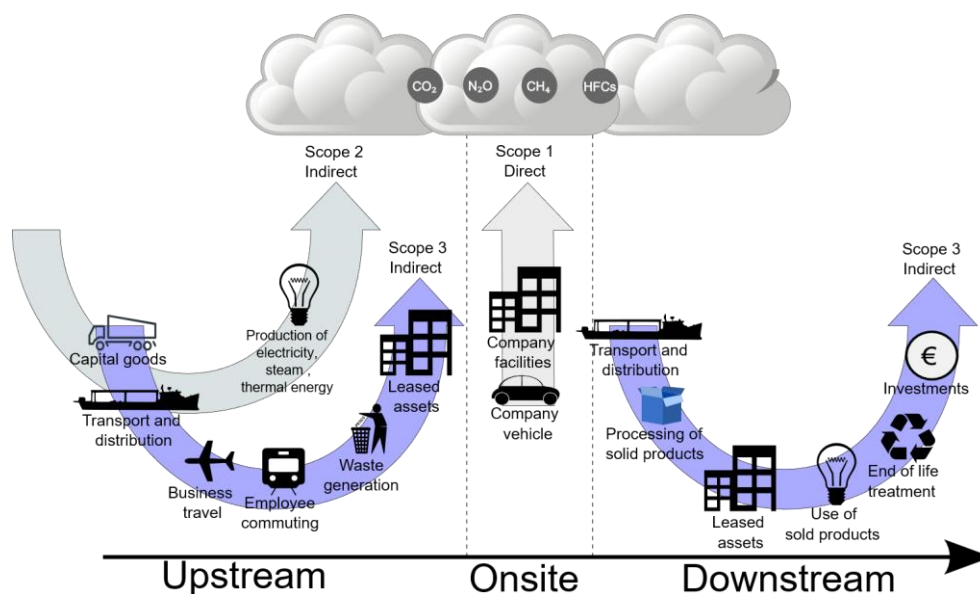 CO₂ N₂O CH₄ HFCs
Scope 2
Indirect
Scope 1
Direct
Scope 3
Indirect
Scope 3
Indirect
Capital goods
Production of
electricity,
steam ,
thermal energy
Transport and
distribution
Business
travel
Employee
commuting
Waste
generation
Leased
assets
Company
facilities
Company
vehicle
Transport and
distribution
Processing of
solid products
Leased
assets
Use of
sold products
End of life
treatment
€
Investments
Upstream
Onsite
Downstream